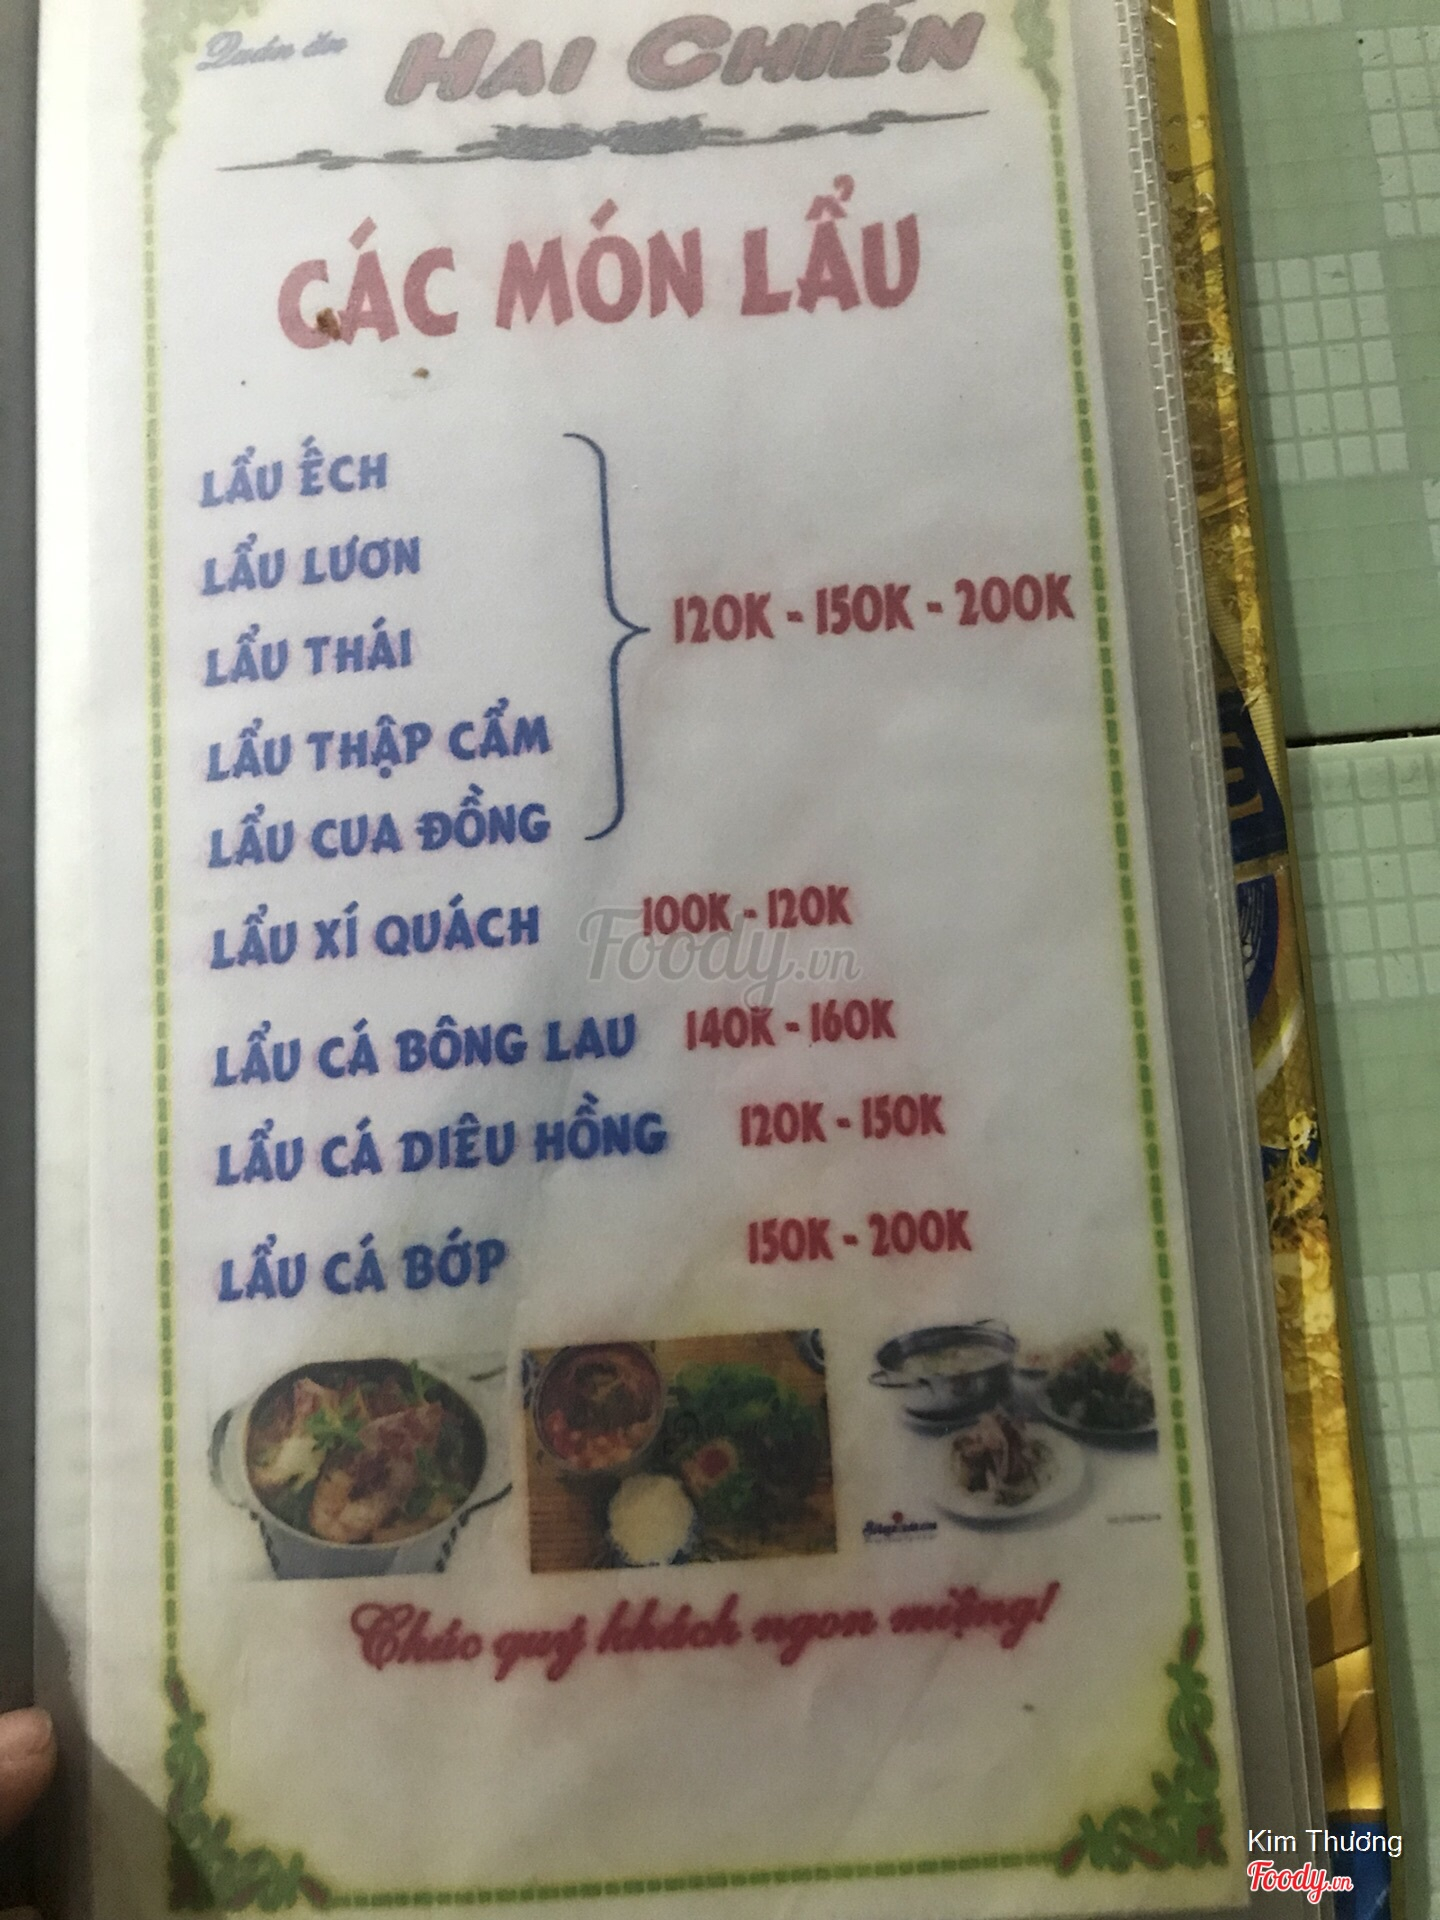 Quán ăn HAI CHIẾN
CÁC MÓN LẨU
LẨU ẾCH
LẨU LƯƠN
LẨU THÁI
LẨU THẬP CẨM
LẨU CUA ĐỒNG
120K - 150K - 200K
LẨU XÍ QUÁCH 100K - 120K
LẨU CÁ BÔNG LAU 140K - 160K
LẨU CÁ DIÊU HỒNG 120K - 150K
LẨU CÁ BỚP 150K - 200K
Chúc quý khách ngon miệng!
Foody.vn
Kim Thương
Foody.vn